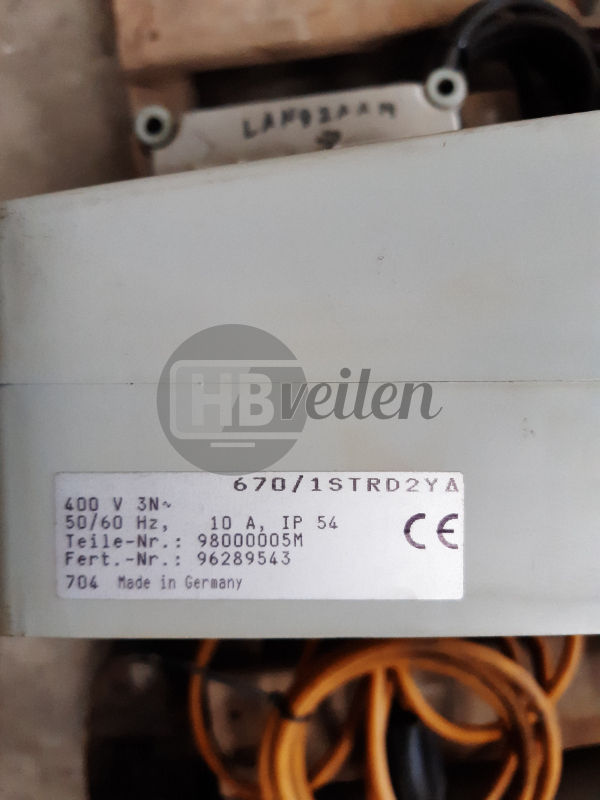 LANGZAAM
HBveilen
670/1STRD2YA
400 V 3N~
50/60 Hz, 10 A, IP 54
Teile-Nr.: 98000005M
Fert.-Nr.: 96289543
CE
704 Made in Germany